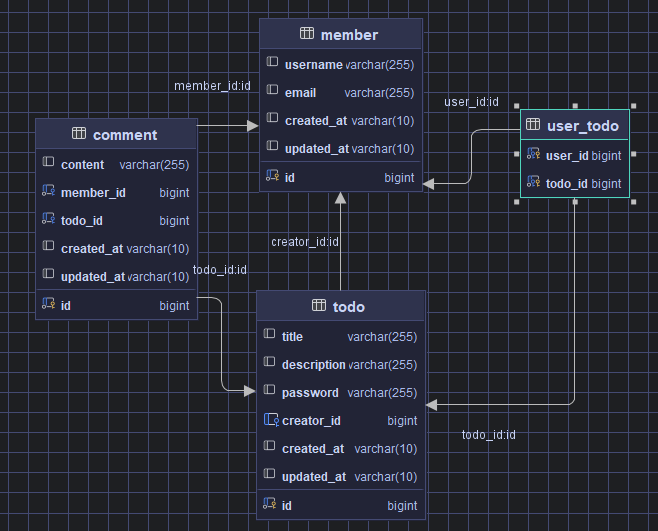 member
username varchar(255)
email varchar(255)
created_at varchar(10)
updated_at varchar(10)
id bigint
member_id:id
user_id:id
comment
content varchar(255)
member_id bigint
todo_id bigint
created_at varchar(10)
updated_at varchar(10)
id bigint
user_todo
user_id bigint
todo_id bigint
creator_id:id
todo_id:id
todo
title varchar(255)
description varchar(255)
password varchar(255)
creator_id bigint
created_at varchar(10)
updated_at varchar(10)
id bigint
todo_id:id